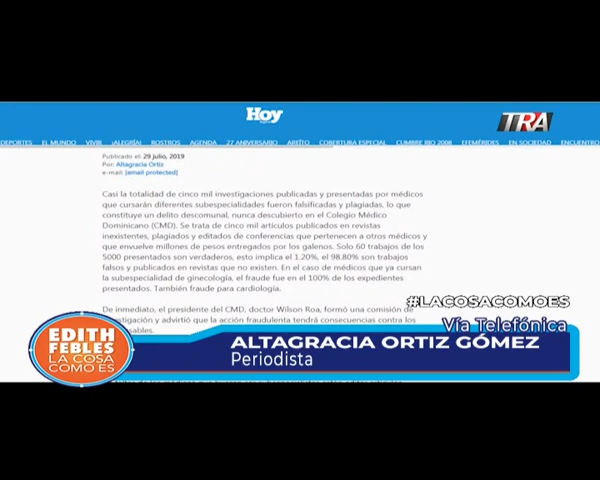 Hoy
TRA
DEPORTES EL MUNDO VIVIR ¡ALEGRÍA! ROSTROS AGENDA 27 ANIVERSARIO AREÍTO COBERTURA ESPECIAL CUMBRE RIO 2008 EFEMÉRIDES EN SOCIEDAD ENCUENTRO
Publicado el: 29 julio, 2019
Por: Altagracia Ortiz
e-mail: [email protected]
Casi la totalidad de cinco mil investigaciones publicadas y presentadas por médicos
que cursarán diferentes subespecialidades fueron falsificadas y plagiadas, lo que
constituye un delito descomunal, nunca descubierto en el Colegio Médico
Dominicano (CMD). Se trata de cinco mil artículos publicados en revistas
inexistentes, plagiados y editados de conferencias que pertenecen a otros médicos y
que envuelve millones de pesos entregados por los galenos. Solo 60 trabajos de los
5000 presentados son verdaderos, esto implica el 1.20%, el 98.80% son trabajos
falsos y publicados en revistas que no existen. En el caso de médicos que ya cursan
la subespecialidad de ginecología, el fraude fue en el 100% de los expedientes
presentados. También fraude para cardiología.
#LACOSACOMOES
De inmediato, el presidente del CMD, doctor Wilson Roa, formó una comisión de
investigación y advirtió que la acción fraudulenta tendrá consecuencias contra los
Vía Telefónica
EDITH
FEBLES
LA COSA
COMO ES
ALTAGRACIA ORTIZ GÓMEZ
Periodista